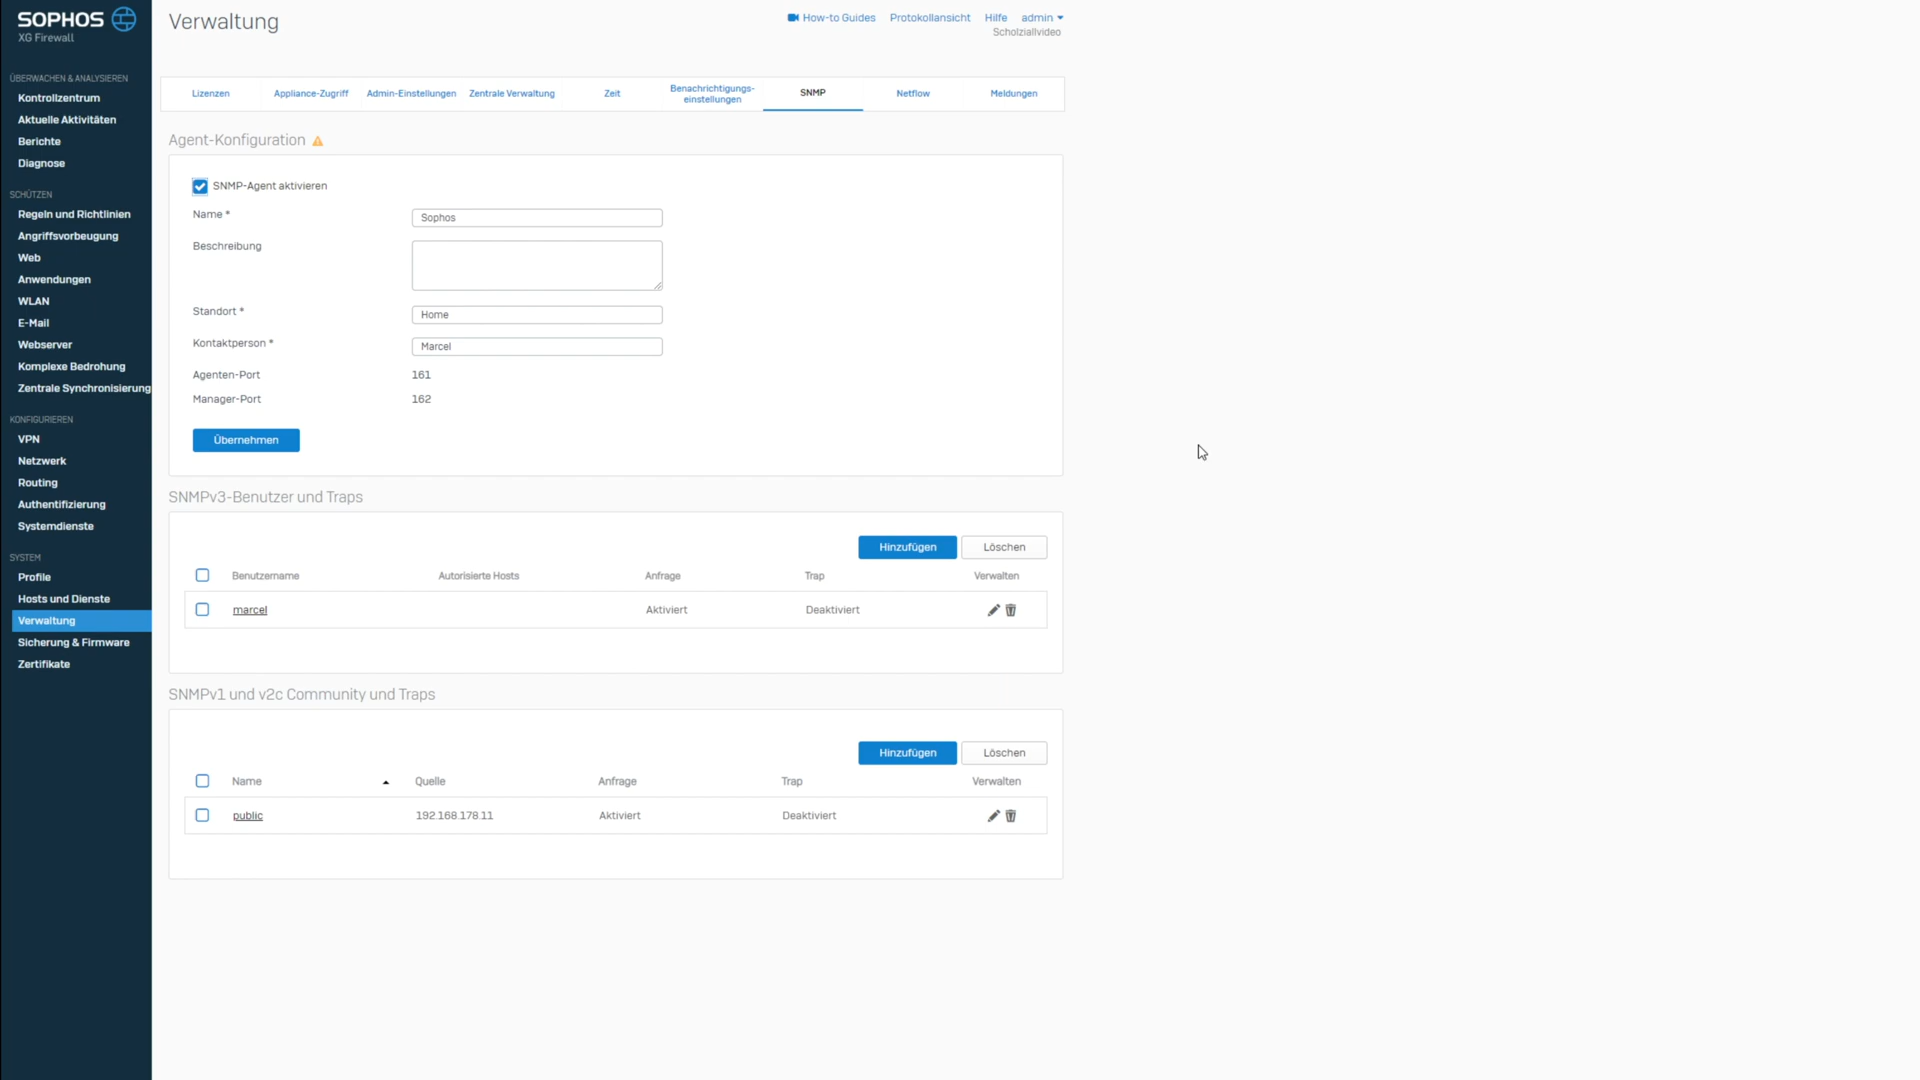 SOPHOS
XG Firewall
ÜBERWACHEN & ANALYSIEREN
Kontrollzentrum
Aktuelle Aktivitäten
Berichte
Diagnose
SCHÜTZEN
Regeln und Richtlinien
Angriffsvorbeugung
Web
Anwendungen
WLAN
E-Mail
Webserver
Komplexe Bedrohung
Zentrale Synchronisierung
KONFIGURIEREN
VPN
Netzwerk
Routing
Authentifizierung
Systemdienste
SYSTEM
Profile
Hosts und Dienste
Verwaltung
Sicherung & Firmware
Zertifikate
Verwaltung
How-to Guides Protokollansicht Hilfe admin
Scholziallvideo
Lizenzen Appliance-Zugriff Admin-Einstellungen Zentrale Verwaltung Zeit Benachrichtigungs-einstellungen SNMP Netflow Meldungen
Agent-Konfiguration
SNMP-Agent aktivieren
Name * Sophos
Beschreibung
Standort * Home
Kontaktperson * Marcel
Agenten-Port 161
Manager-Port 162
Übernehmen
SNMPv3-Benutzer und Traps
Hinzufügen Löschen
Benutzername Autorisierte Hosts Anfrage Trap Verwalten
marcel Aktiviert Deaktiviert
SNMPv1 und v2c Community und Traps
Hinzufügen Löschen
Name Quelle Anfrage Trap Verwalten
public 192.168.178.11 Aktiviert Deaktiviert